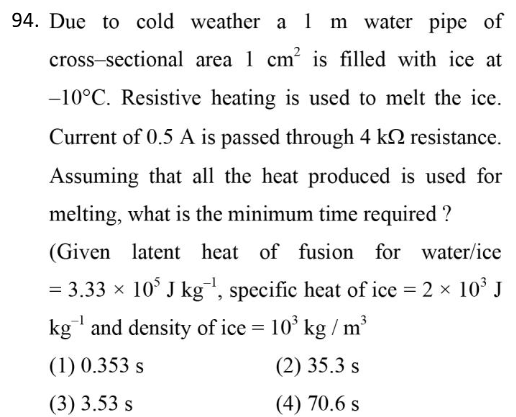 94. Due to cold weather a 1 m water pipe of
cross–sectional area 1 cm² is filled with ice at
–10°C. Resistive heating is used to melt the ice.
Current of 0.5 A is passed through 4 kΩ resistance.
Assuming that all the heat produced is used for
melting, what is the minimum time required ?
(Given latent heat of fusion for water/ice
= 3.33 × 10⁵ J kg⁻¹, specific heat of ice = 2 × 10³ J
kg⁻¹ and density of ice = 10³ kg / m³
(1) 0.353 s (2) 35.3 s
(3) 3.53 s (4) 70.6 s